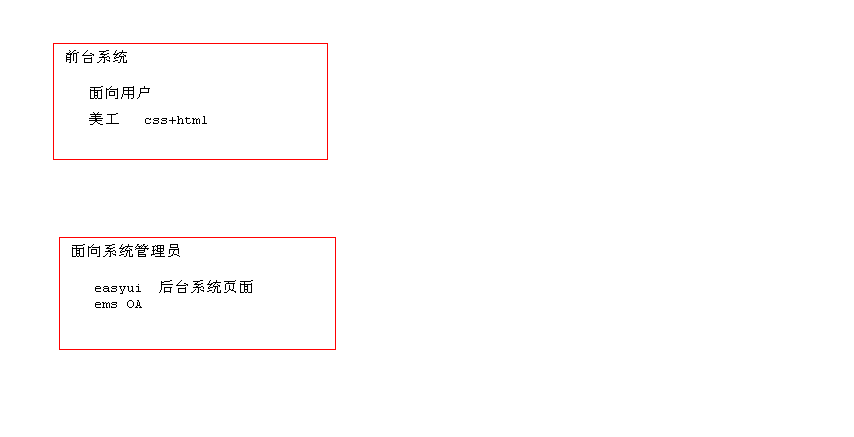 前台系统
面向用户
美工 css+html
面向系统管理员
easyui 后台系统页面
ems OA